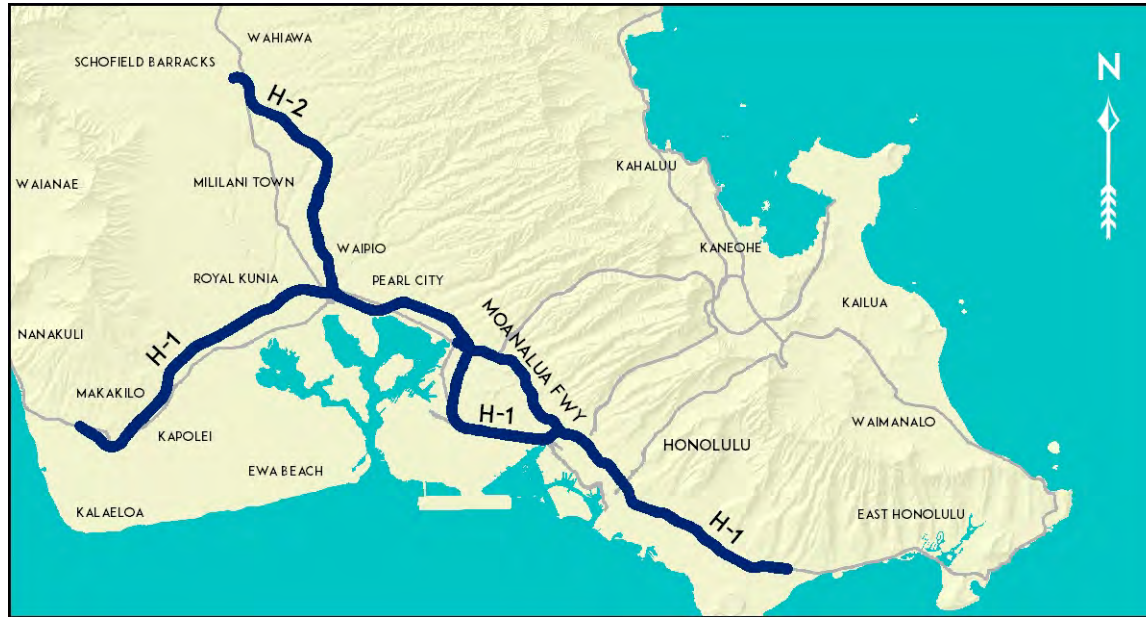 WAHIAWA
N
SCHOFIELD BARRACKS
H-2
KAHALUU
WAIANAE
MILILANI TOWN
WAIPIO
KANEOHE
ROYAL KUNIA
PEARL CITY
KAILUA
NANAKULI
H-1
MOANALUA FWY
MAKAKILO
H-1
WAIMANALO
KAPOLEI
HONOLULU
EWA BEACH
KALAELOA
H-1
EAST HONOLULU